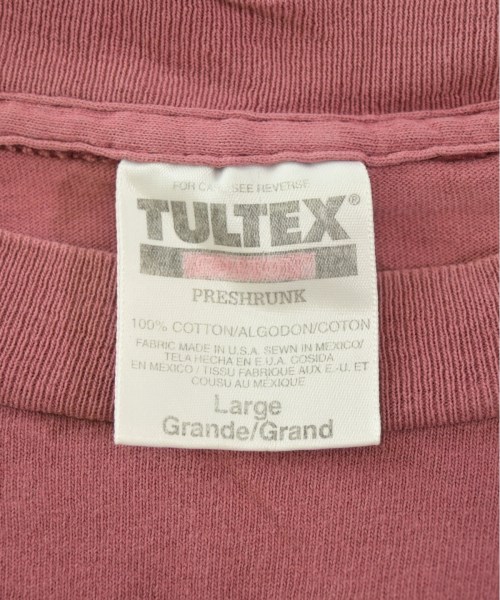 FOR CARE SEE REVERSE
TULTEX®
PRESHRUNK
100% COTTON/ALGODON/COTON
FABRIC MADE IN U.S.A. SEWN IN MEXICO/
TELA HECHA EN E.U.A. COSIDA
EN MEXICO / TISSU FABRIQUE AUX E.-U. ET
COUSU AU MÉXIQUE
Large
Grande/Grand